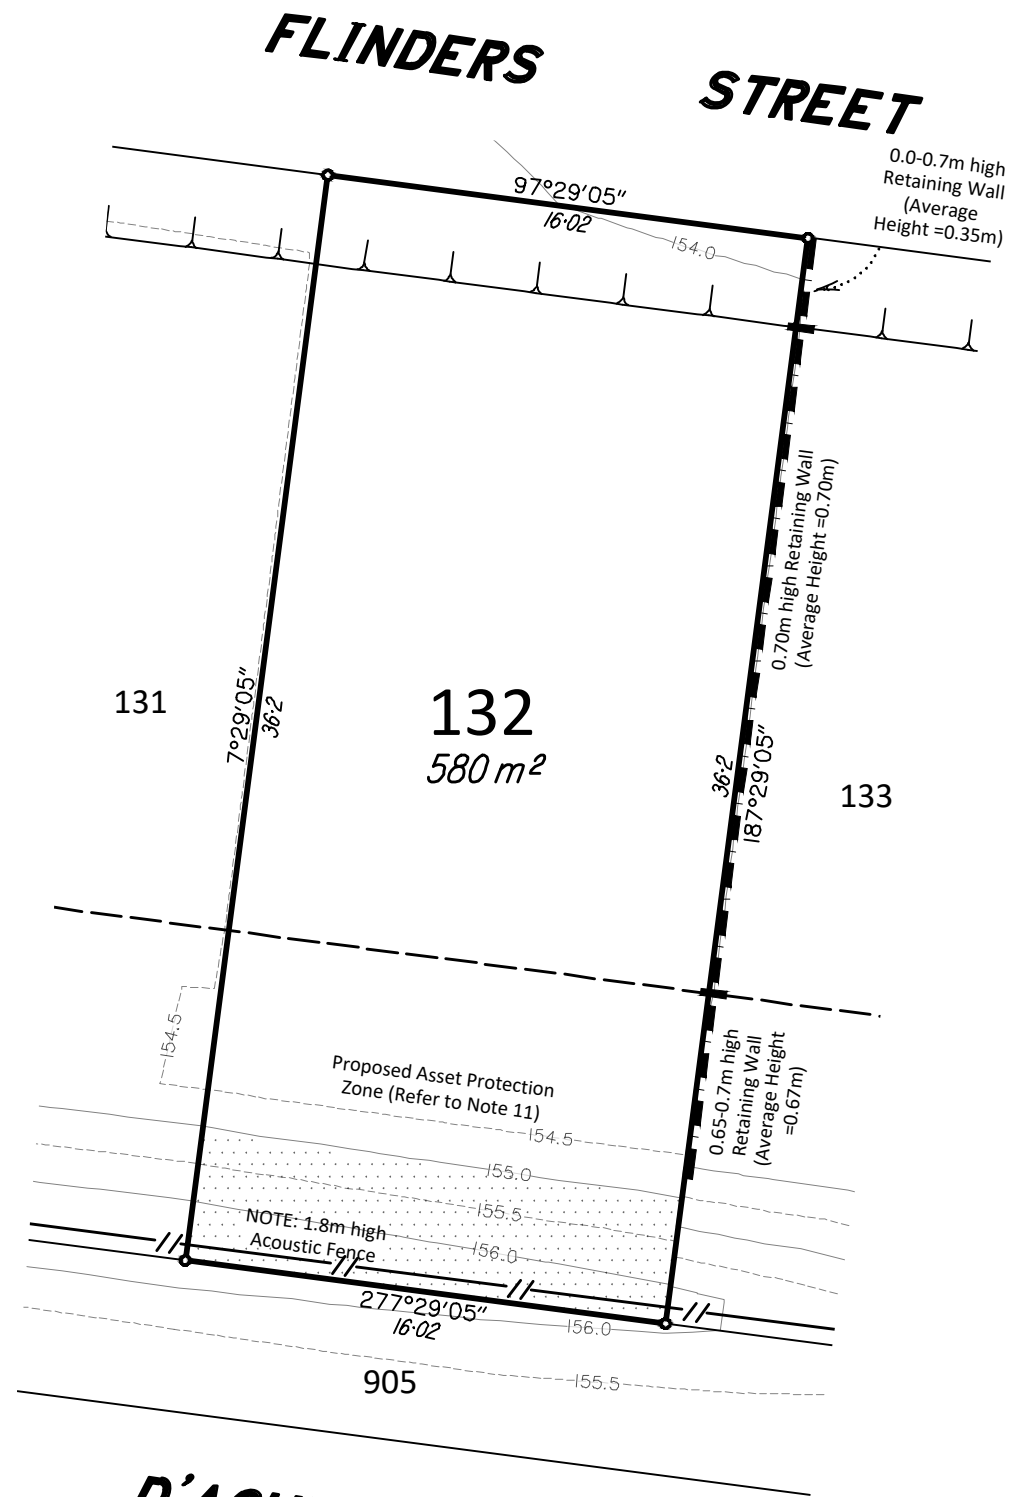 FLINDERS STREET
0.0-0.7m high
Retaining Wall
(Average
Height =0.35m)
97°29'05"
16·02
154.0
0.70m high Retaining Wall
(Average Height =0.70m)
131
7°29'05"
36·2
132
580 m²
36·2
187°29'05"
133
154.5
Proposed Asset Protection
Zone (Refer to Note 11)
0.65-0.7m high
Retaining Wall
(Average Height
=0.67m)
154.5
155.0
155.5
NOTE: 1.8m high
Acoustic Fence
156.0
277°29'05"
16·02
156.0
905
155.5